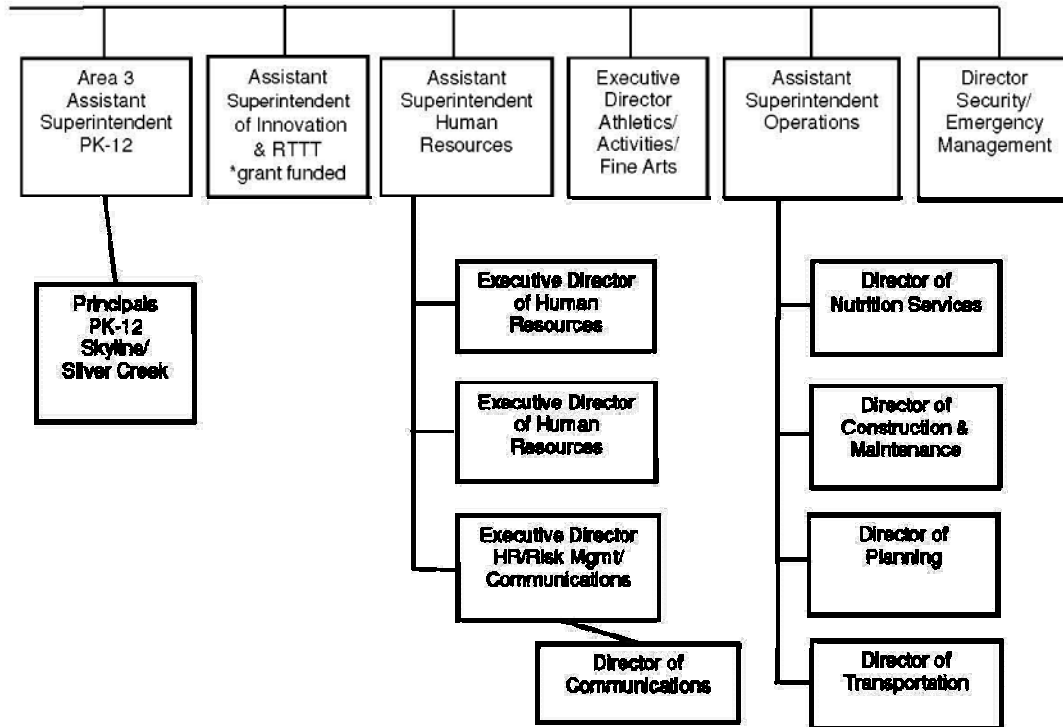 Area 3
Assistant
Superintendent
PK-12
Assistant
Superintendent
of Innovation
& RTTT
*grant funded
Assistant
Superintendent
Human
Resources
Executive
Director
Athletics/
Activities/
Fine Arts
Assistant
Superintendent
Operations
Director
Security/
Emergency
Management
Principals
PK-12
Skyline/
Silver Creek
Executive Director
of Human
Resources
Executive Director
of Human
Resources
Executive Director
HR/Risk Mgmt/
Communications
Director of
Communications
Director of
Nutrition Services
Director of
Construction &
Maintenance
Director of
Planning
Director of
Transportation